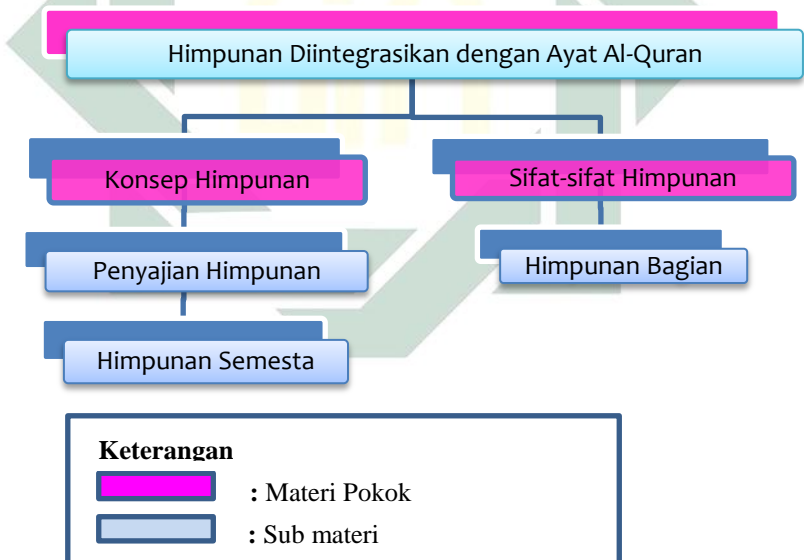 Himpunan Diintegrasikan dengan Ayat Al-Quran
Konsep Himpunan
Sifat-sifat Himpunan
Penyajian Himpunan
Himpunan Bagian
Himpunan Semesta
Keterangan
: Materi Pokok
: Sub materi